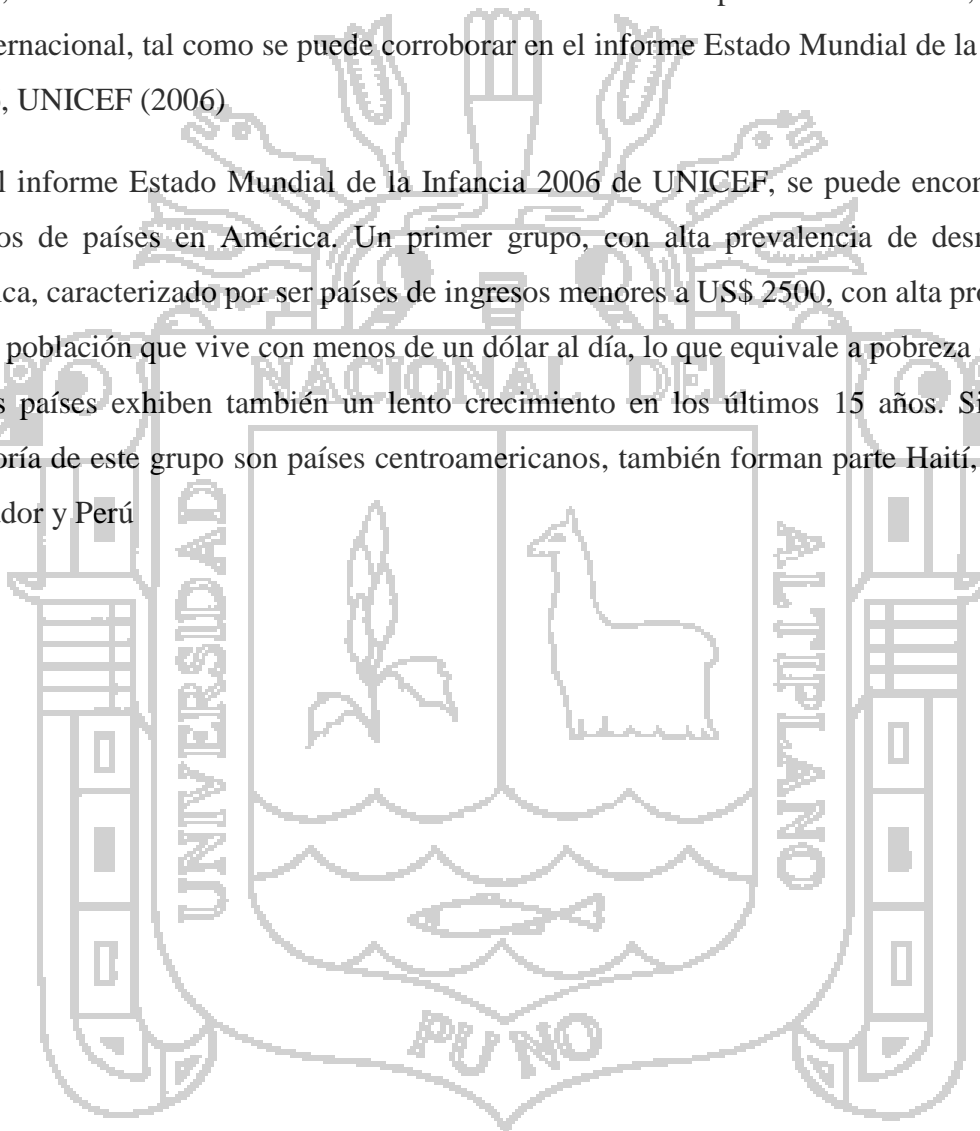 ernacional, tal como se puede corroborar en el informe Estado Mundial de la
, UNICEF (2006)
l informe Estado Mundial de la Infancia 2006 de UNICEF, se puede encon
os de países en América. Un primer grupo, con alta prevalencia de desn
ica, caracterizado por ser países de ingresos menores a US$ 2500, con alta pro
población que vive con menos de un dólar al día, lo que equivale a pobreza
s países exhiben también un lento crecimiento en los últimos 15 años. Si
oría de este grupo son países centroamericanos, también forman parte Haití,
ador y Perú
NACIONAL DEL
UNIVERSIDAD
ALTIPLANO
PUNO